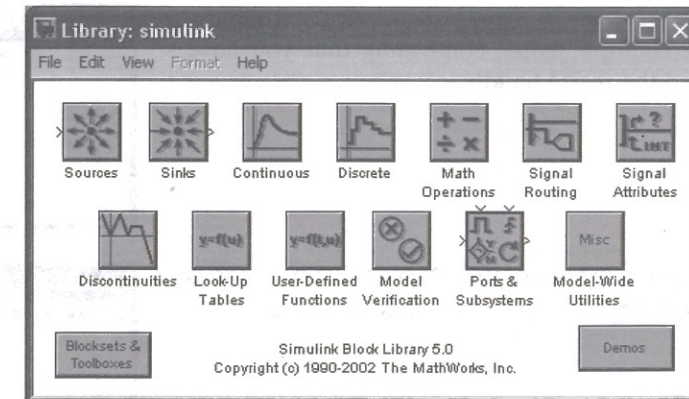 Library: simulink
File Edit View Format Help
Sources Sinks Continuous Discrete Math Operations Signal Routing Signal Attributes
+ − ÷ × ? INT
y=f(u) y=f(t,u) Y N Misc
Discontinuities Look-Up Tables User-Defined Functions Model Verification Ports & Subsystems Model-Wide Utilities
Blocksets & Toolboxes
Simulink Block Library 5.0
Copyright (c) 1990-2002 The MathWorks, Inc.
Demos